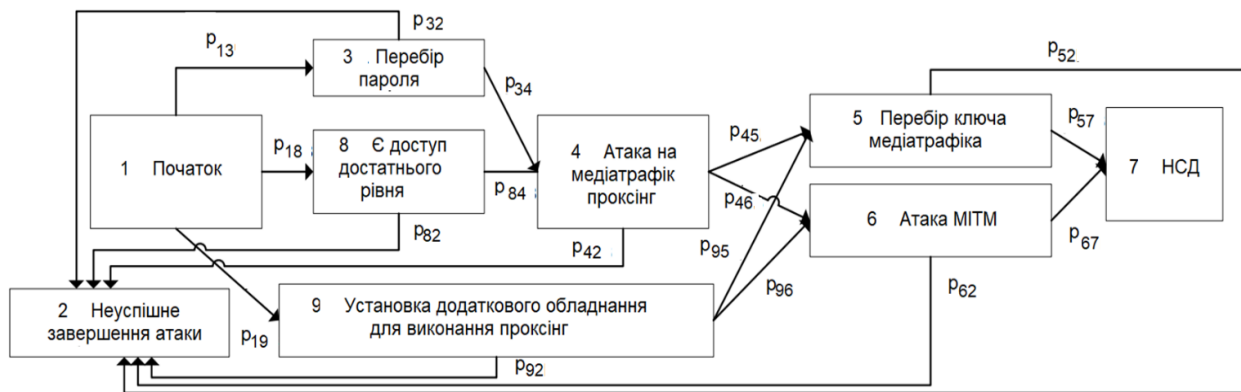 p32
p13
3 Перебір
пароля
p34
p52
5 Перебір ключа
медіатрафіка
p57
7 НСД
1 Початок
p18
8 Є доступ
достатнього
рівня
p84
4 Атака на
медіатрафік
проксінг
p45
p46
6 Атака МІТМ
p67
p82
p42
p95
p96
p62
2 Неуспішне
завершення атаки
p19
9 Установка додаткового обладнання
для виконання проксінг
p92